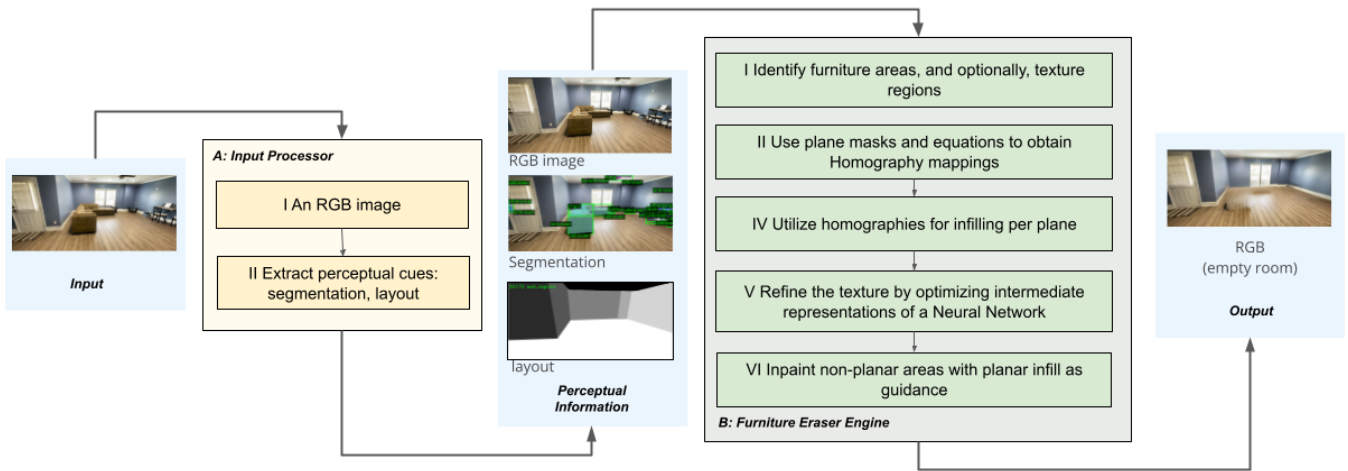 Input
A: Input Processor
I An RGB image
II Extract perceptual cues:
segmentation, layout
RGB image
Segmentation
layout
Perceptual
Information
I Identify furniture areas, and optionally, texture
regions
II Use plane masks and equations to obtain
Homography mappings
IV Utilize homographies for infilling per plane
V Refine the texture by optimizing intermediate
representations of a Neural Network
VI Inpaint non-planar areas with planar infill as
guidance
B: Furniture Eraser Engine
RGB
(empty room)
Output